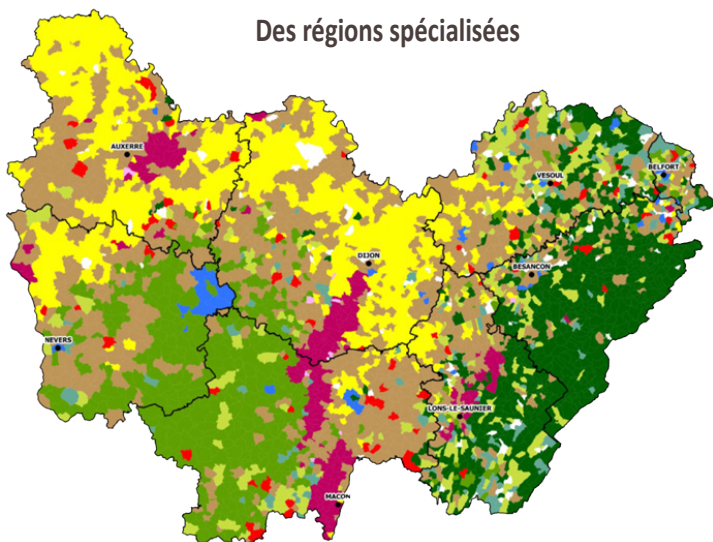 Des régions spécialisées
AUXERRE
VESOUL
BELFORT
DIJON
BESANCON
NEVERS
LONS-LE-SAUNIER
MACON